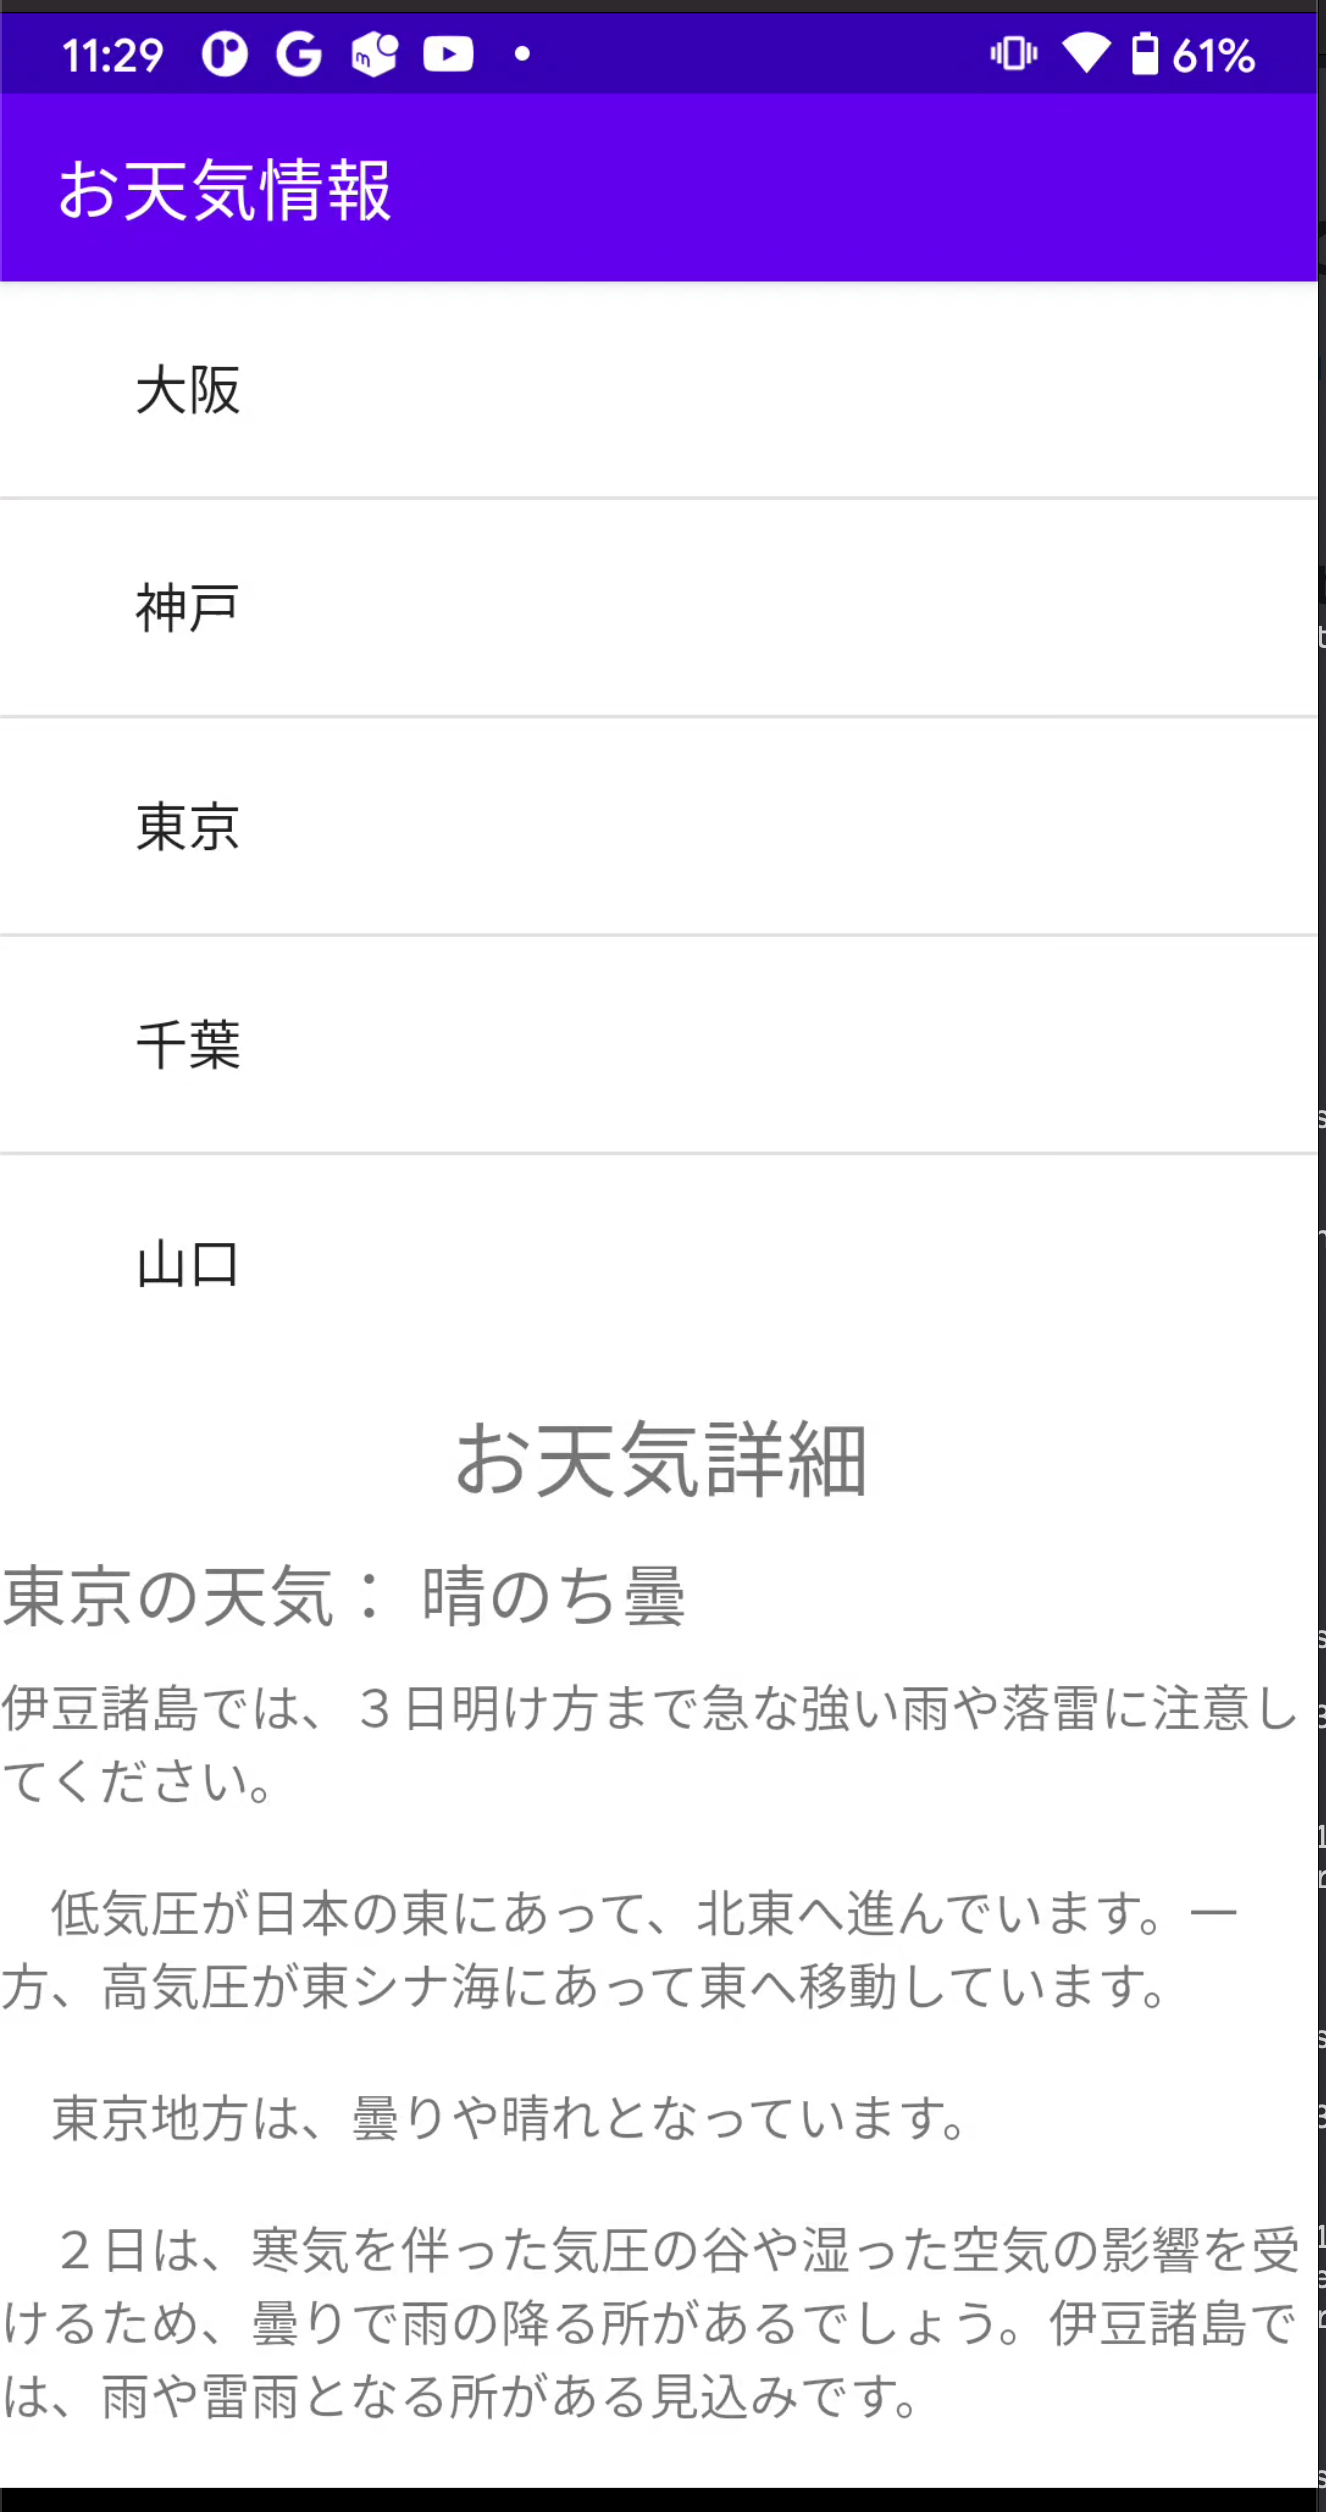 11:29
61%
お天気情報
大阪
神戸
東京
千葉
山口
お天気詳細
東京の天気： 晴のち曇
伊豆諸島では、３日明け方まで急な強い雨や落雷に注意し
てください。
　低気圧が日本の東にあって、北東へ進んでいます。一
方、高気圧が東シナ海にあって東へ移動しています。
　東京地方は、曇りや晴れとなっています。
　２日は、寒気を伴った気圧の谷や湿った空気の影響を受
けるため、曇りで雨の降る所があるでしょう。伊豆諸島で
は、雨や雷雨となる所がある見込みです。